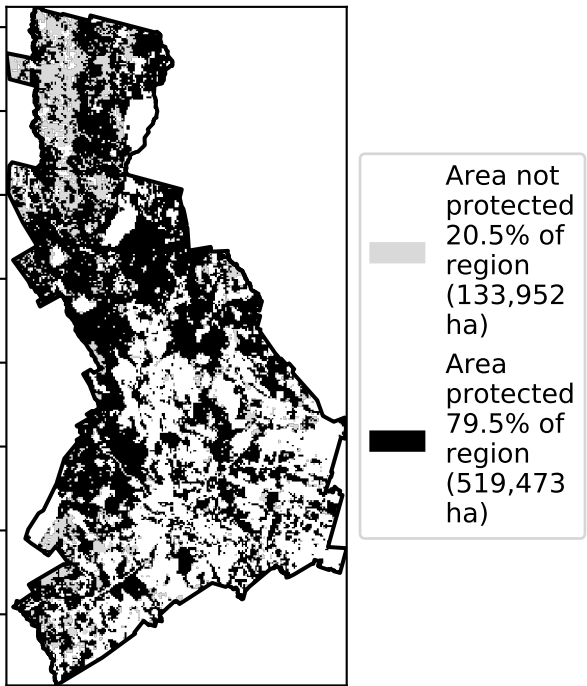 Area not
protected
20.5% of
region
(133,952
ha)
Area
protected
79.5% of
region
(519,473
ha)